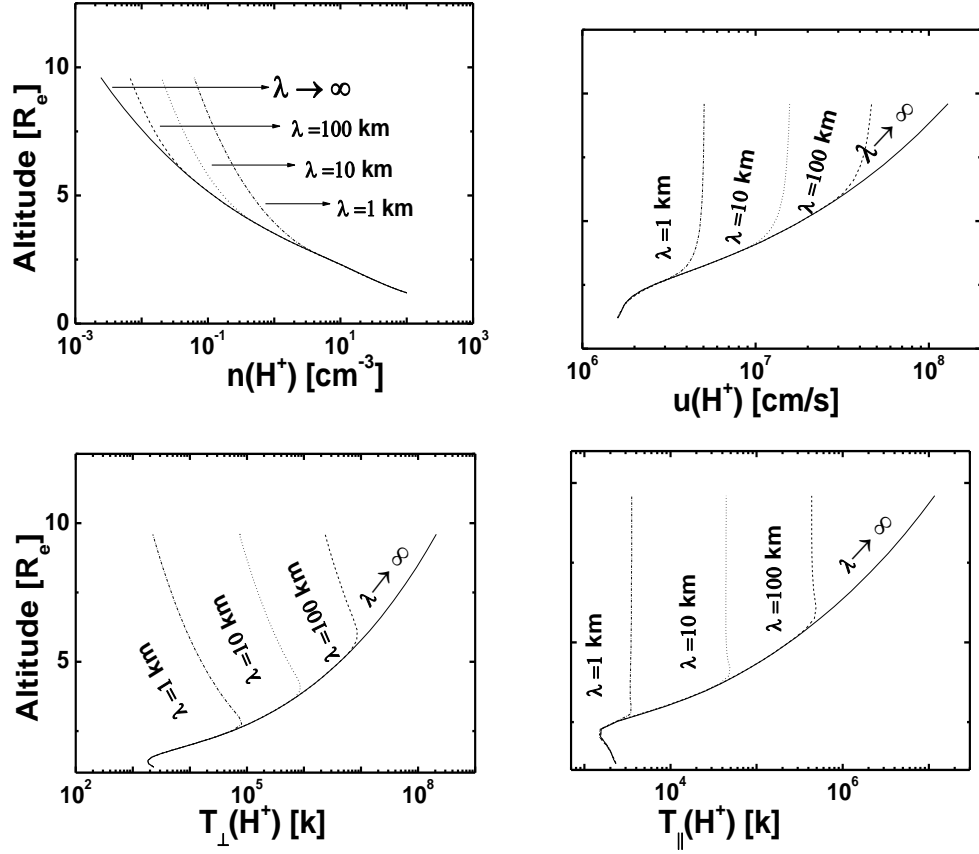 Altitude [Rₑ]
10
5
0
λ → ∞
λ =100 km
λ =10 km
λ =1 km
10⁻³
10⁻¹
10¹
10³
n(H⁺) [cm⁻³]
λ =1 km
λ =10 km
λ =100 km
λ → ∞
10⁶
10⁷
10⁸
u(H⁺) [cm/s]
Altitude [Rₑ]
10
5
λ=1 km
λ=10 km
λ=100 km
λ → ∞
10²
10⁵
10⁸
T⊥(H⁺) [k]
λ =1 km
λ =10 km
λ =100 km
λ → ∞
10⁴
10⁶
T∥(H⁺) [k]